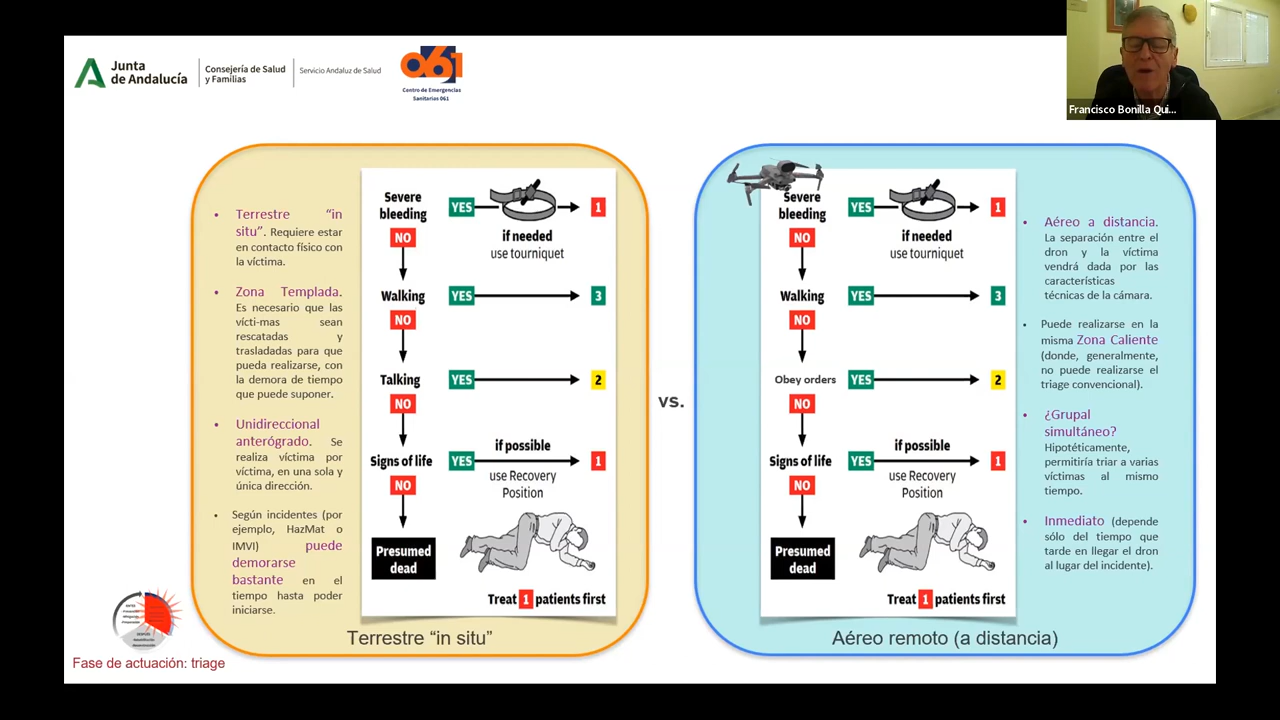 Junta
de Andalucía
Consejería de Salud
y Familias
Servicio Andaluz de Salud
061
Centro de Emergencias
Sanitarias 061
Francisco Bonilla Qui...
• Terrestre "in
situ". Requiere estar
en contacto físico con
la víctima.
• Zona Templada.
Es necesario que las
vícti-mas sean
rescatadas y
trasladadas para que
pueda realizarse, con
la demora de tiempo
que puede suponer.
• Unidireccional
anterógrado. Se
realiza víctima por
víctima, en una sola y
única dirección.
• Según incidentes (por
ejemplo, HazMat o
IMVI) puede
demorarse
bastante en el
tiempo hasta poder
iniciarse.
Severe
bleeding
YES
1
NO
if needed
use tourniquet
Walking
YES
3
NO
Talking
YES
2
NO
if possible
Signs of life
YES
1
NO
use Recovery
Position
Presumed
dead
Treat 1 patients first
Terrestre "in situ"
vs.
Severe
bleeding
YES
1
NO
if needed
use tourniquet
Walking
YES
3
NO
Obey orders
YES
2
NO
if possible
Signs of life
YES
1
NO
use Recovery
Position
Presumed
dead
Treat 1 patients first
• Aéreo a distancia.
La separación entre el
dron y la víctima
vendrá dada por las
características
técnicas de la cámara.
• Puede realizarse en la
misma Zona Caliente
(donde, generalmente,
no puede realizarse el
triage convencional).
• ¿Grupal
simultáneo?
Hipotéticamente,
permitiría triar a varias
víctimas al mismo
tiempo.
• Inmediato (depende
sólo del tiempo que
tarde en llegar el dron
al lugar del incidente).
Aéreo remoto (a distancia)
Fase de actuación: triage